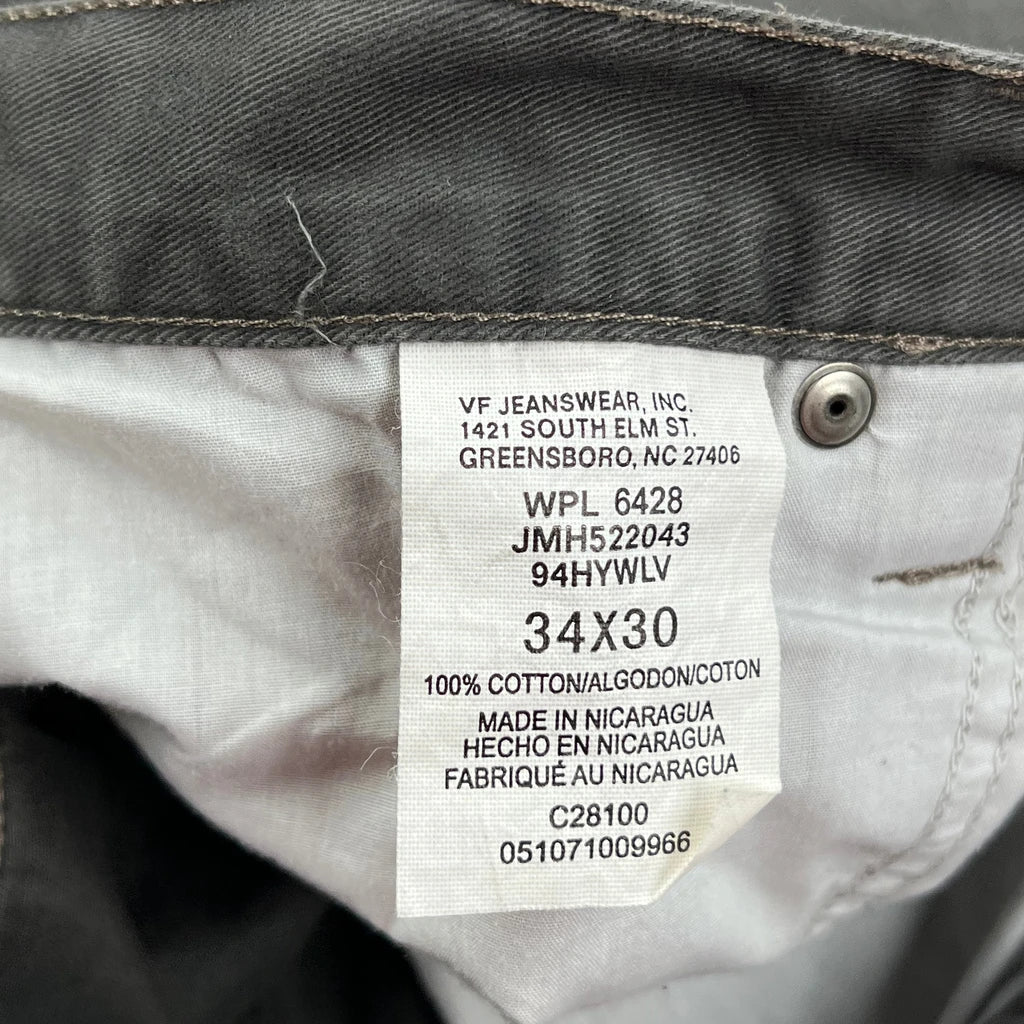 VF JEANSWEAR, INC.
1421 SOUTH ELM ST.
GREENSBORO, NC 27406
WPL 6428
JMH522043
94HYWLV
34X30
100% COTTON/ALGODON/COTON
MADE IN NICARAGUA
HECHO EN NICARAGUA
FABRIQUÉ AU NICARAGUA
C28100
051071009966